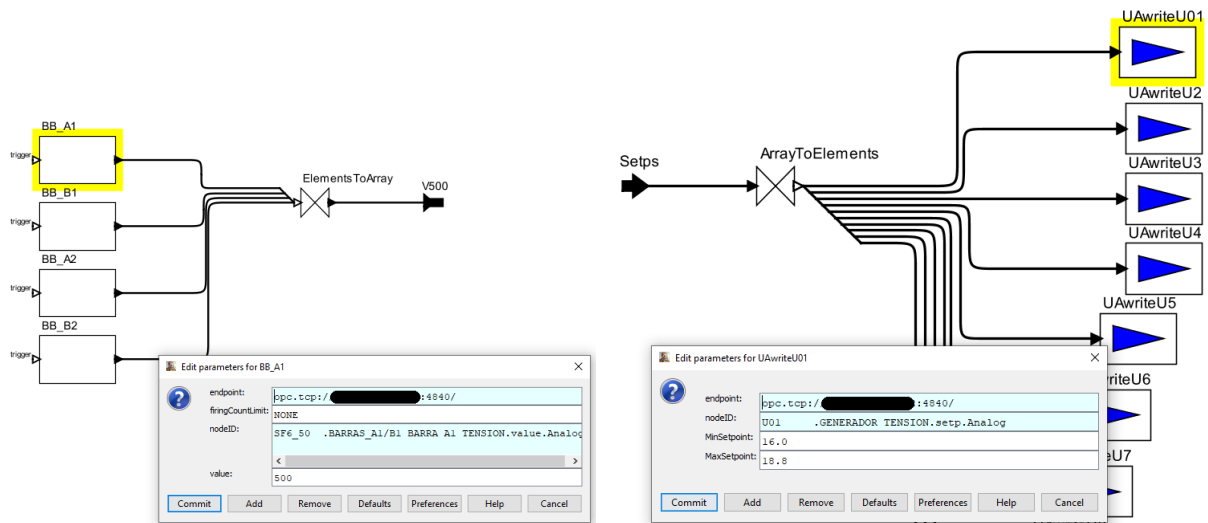 BB_A1
trigger
BB_B1
trigger
BB_A2
trigger
BB_B2
trigger
ElementsToArray
V500
Edit parameters for BB_A1
endpoint:
opc.tcp:/ :4840/
firingCountLimit:
NONE
nodeID:
SF6_50 .BARRAS_A1/B1 BARRA A1 TENSION.value.Analog
value:
500
Commit Add Remove Defaults Preferences Help Cancel
Setps
ArrayToElements
UAwriteU01
UAwriteU2
UAwriteU3
UAwriteU4
UAwriteU5
writeU6
eU7
Edit parameters for UAwriteU01
endpoint:
opc.tcp:/ :4840/
nodeID:
U01 .GENERADOR TENSION.setp.Analog
MinSetpoint:
16.0
MaxSetpoint:
18.8
Commit Add Remove Defaults Preferences Help Cancel